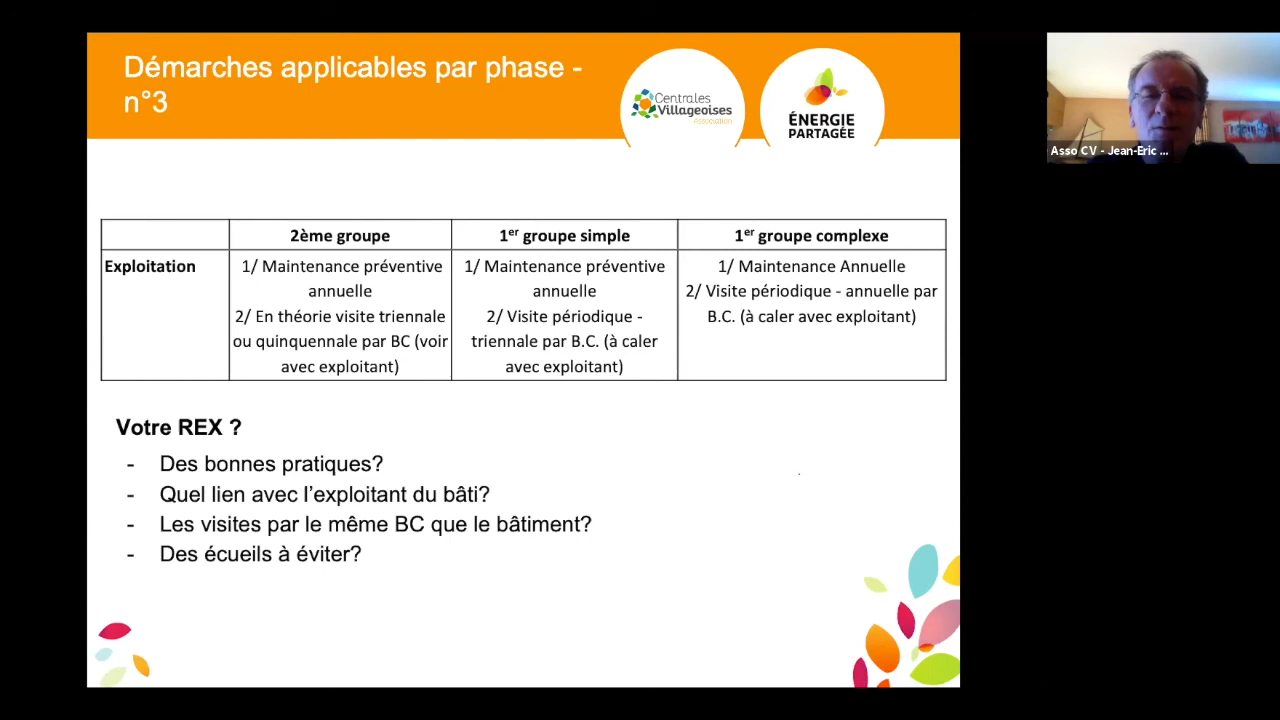 Démarches applicables par phase -
n°3
Centrales
Villageoises
Association
ÉNERGIE
PARTAGÉE
Asso CV - Jean-Eric ...
2ème groupe
1er groupe simple
1er groupe complexe
Exploitation
1/ Maintenance préventive
annuelle
2/ En théorie visite triennale
ou quinquennale par BC (voir
avec exploitant)
1/ Maintenance préventive
annuelle
2/ Visite périodique -
triennale par B.C. (à caler
avec exploitant)
1/ Maintenance Annuelle
2/ Visite périodique - annuelle par
B.C. (à caler avec exploitant)
Votre REX ?
- Des bonnes pratiques?
- Quel lien avec l'exploitant du bâti?
- Les visites par le même BC que le bâtiment?
- Des écueils à éviter?